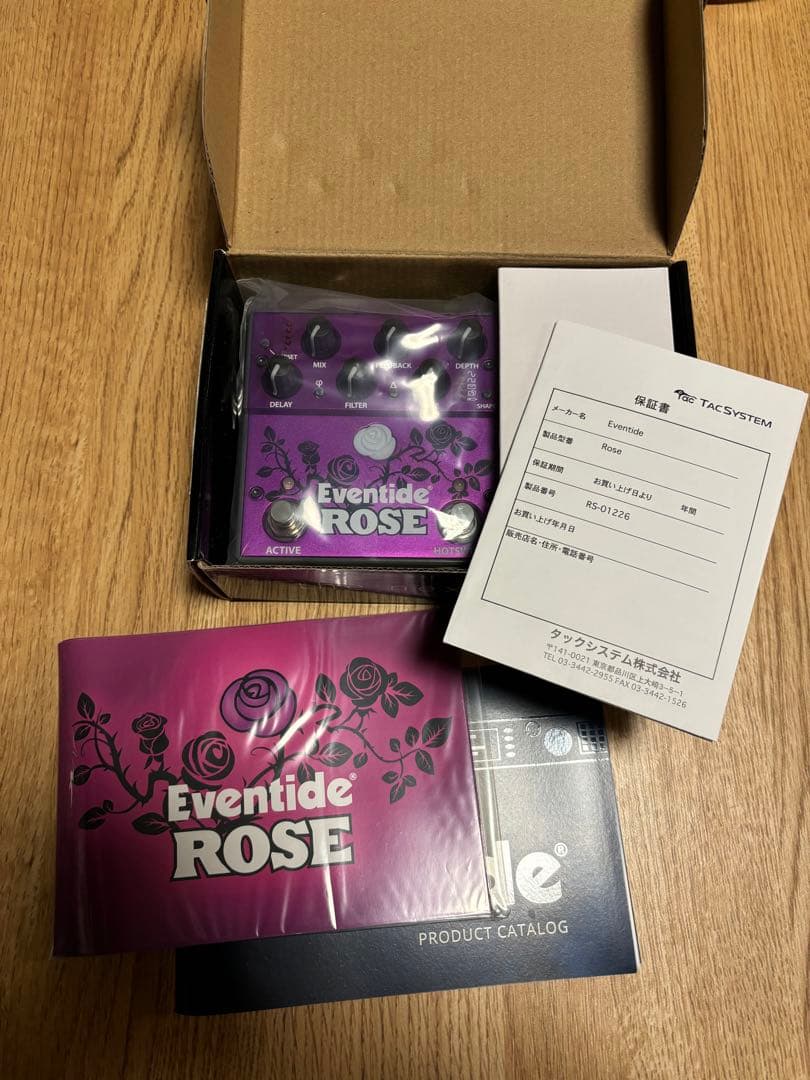 MIX
FEEDBACK
DEPTH
DELAY
φ
FILTER
Δ
Eventide
ROSE
ACTIVE
Tac TACSYSTEM
保証書
メーカー名
Eventide
製品型番
Rose
保証期間
お買い上げ日より 年間
製品番号
RS-01226
お買い上げ年月日
販売店名・住所・電話番号
タックシステム株式会社
〒141-0021 東京都品川区上大崎3-5-1
TEL 03-3442-2955 FAX 03-3442-1526
Eventide®
ROSE
de®
PRODUCT CATALOG